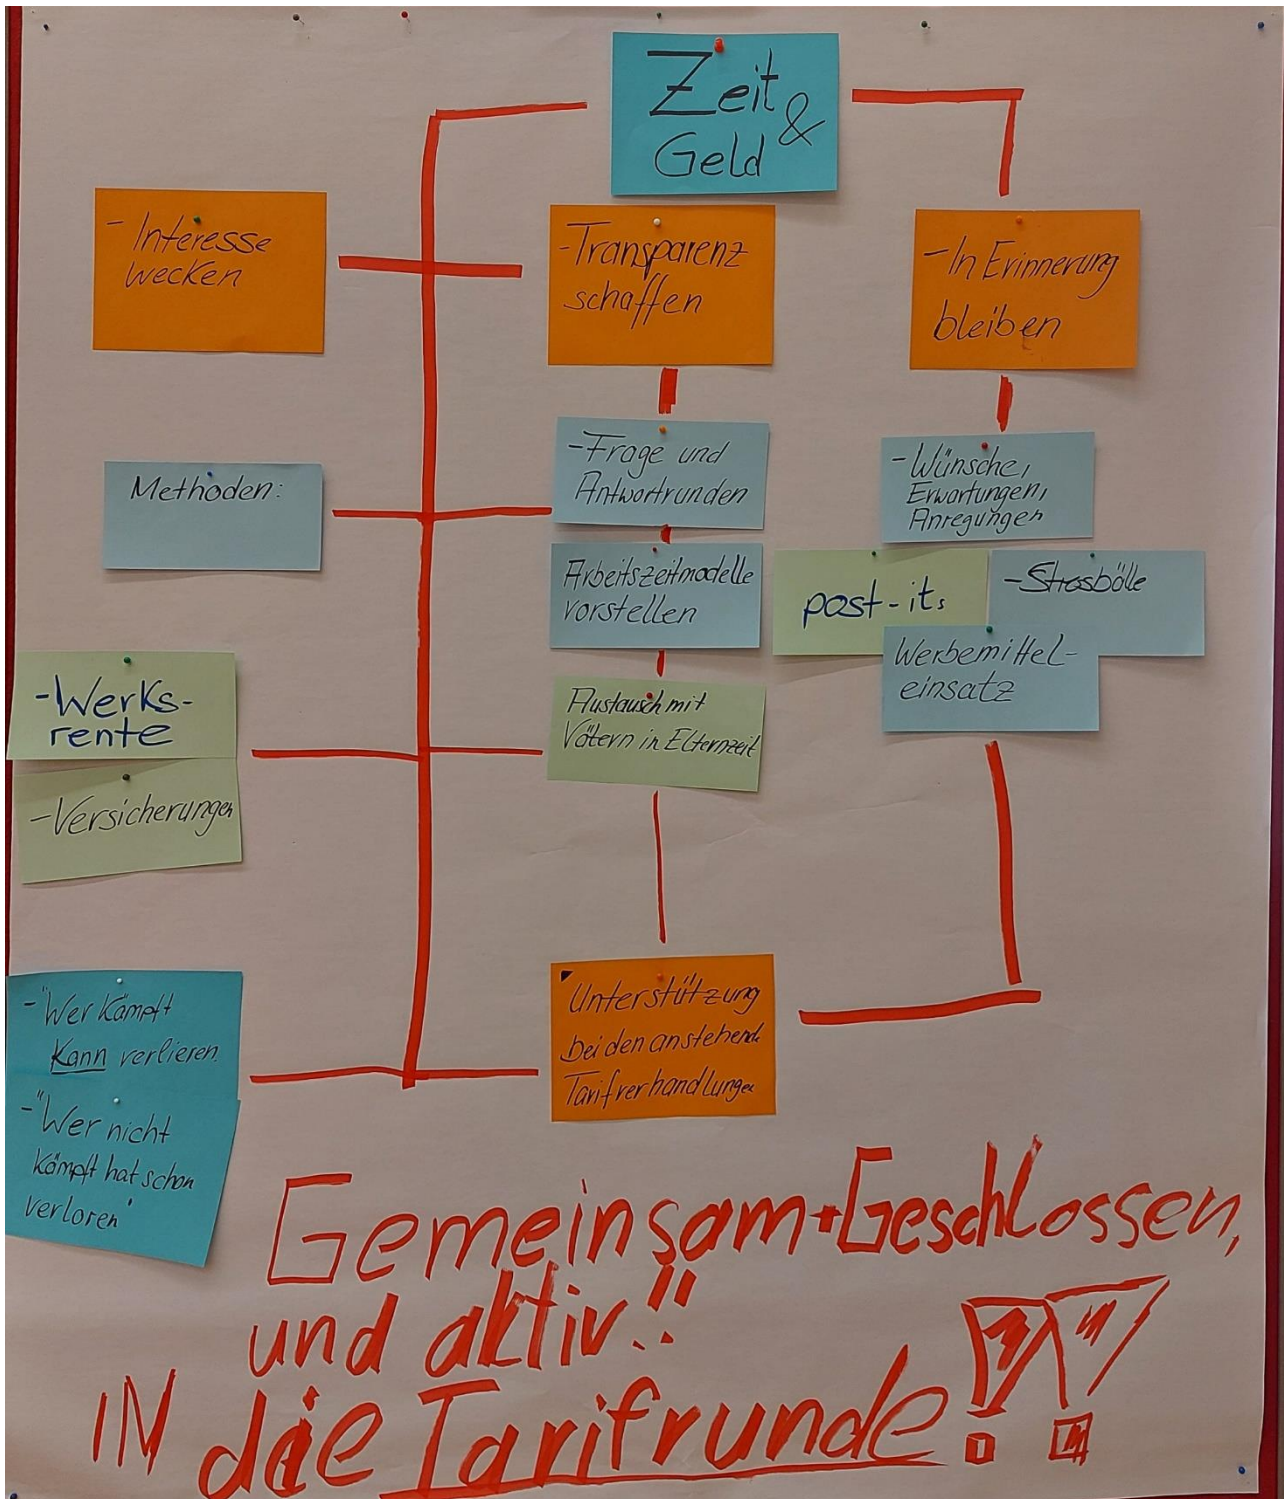 Zeit &
Geld
- Interesse
wecken
- Transparenz
schaffen
- In Erinnerung
bleiben
Methoden:
- Frage und
Antwortrunden
- Wünsche,
Erwartungen,
Anregungen
Arbeitszeitmodelle
vorstellen
post-its
- Stressbälle
Werbemittel-
einsatz
- Werks-
rente
- Versicherungen
Austausch mit
Vätern in Elternzeit
- "Wer kämpft
kann verlieren
- "Wer nicht
kämpft hat schon
verloren"
Unterstützung
bei den anstehende
Tarifverhandlungen
Gemeinsam + Geschlossen,
und aktiv!!
IN die Tarifrunde!!